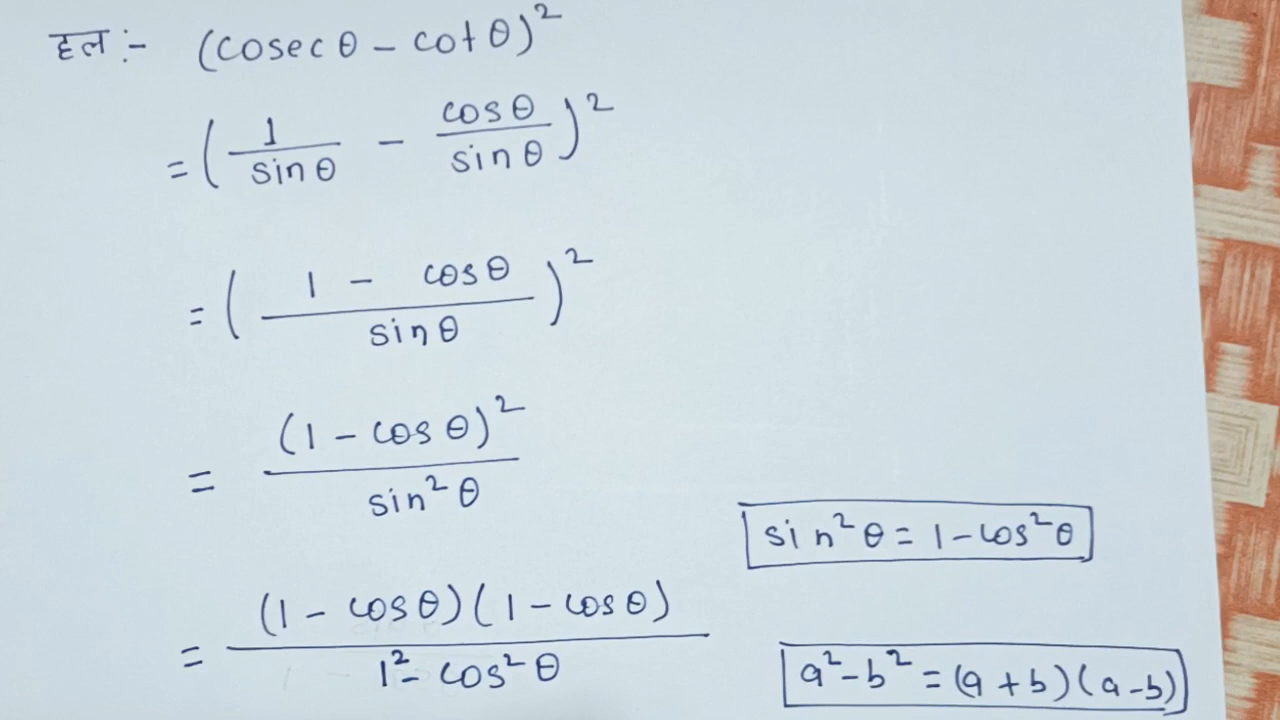 हल :- (cosec θ - cot θ)²
= (1/sin θ - cos θ/sin θ)²
= (1 - cos θ/sin θ)²
= (1 - cos θ)²/sin² θ
sin² θ = 1 - cos² θ
= (1 - cos θ)(1 - cos θ)/1² - cos² θ
a² - b² = (a + b)(a - b)